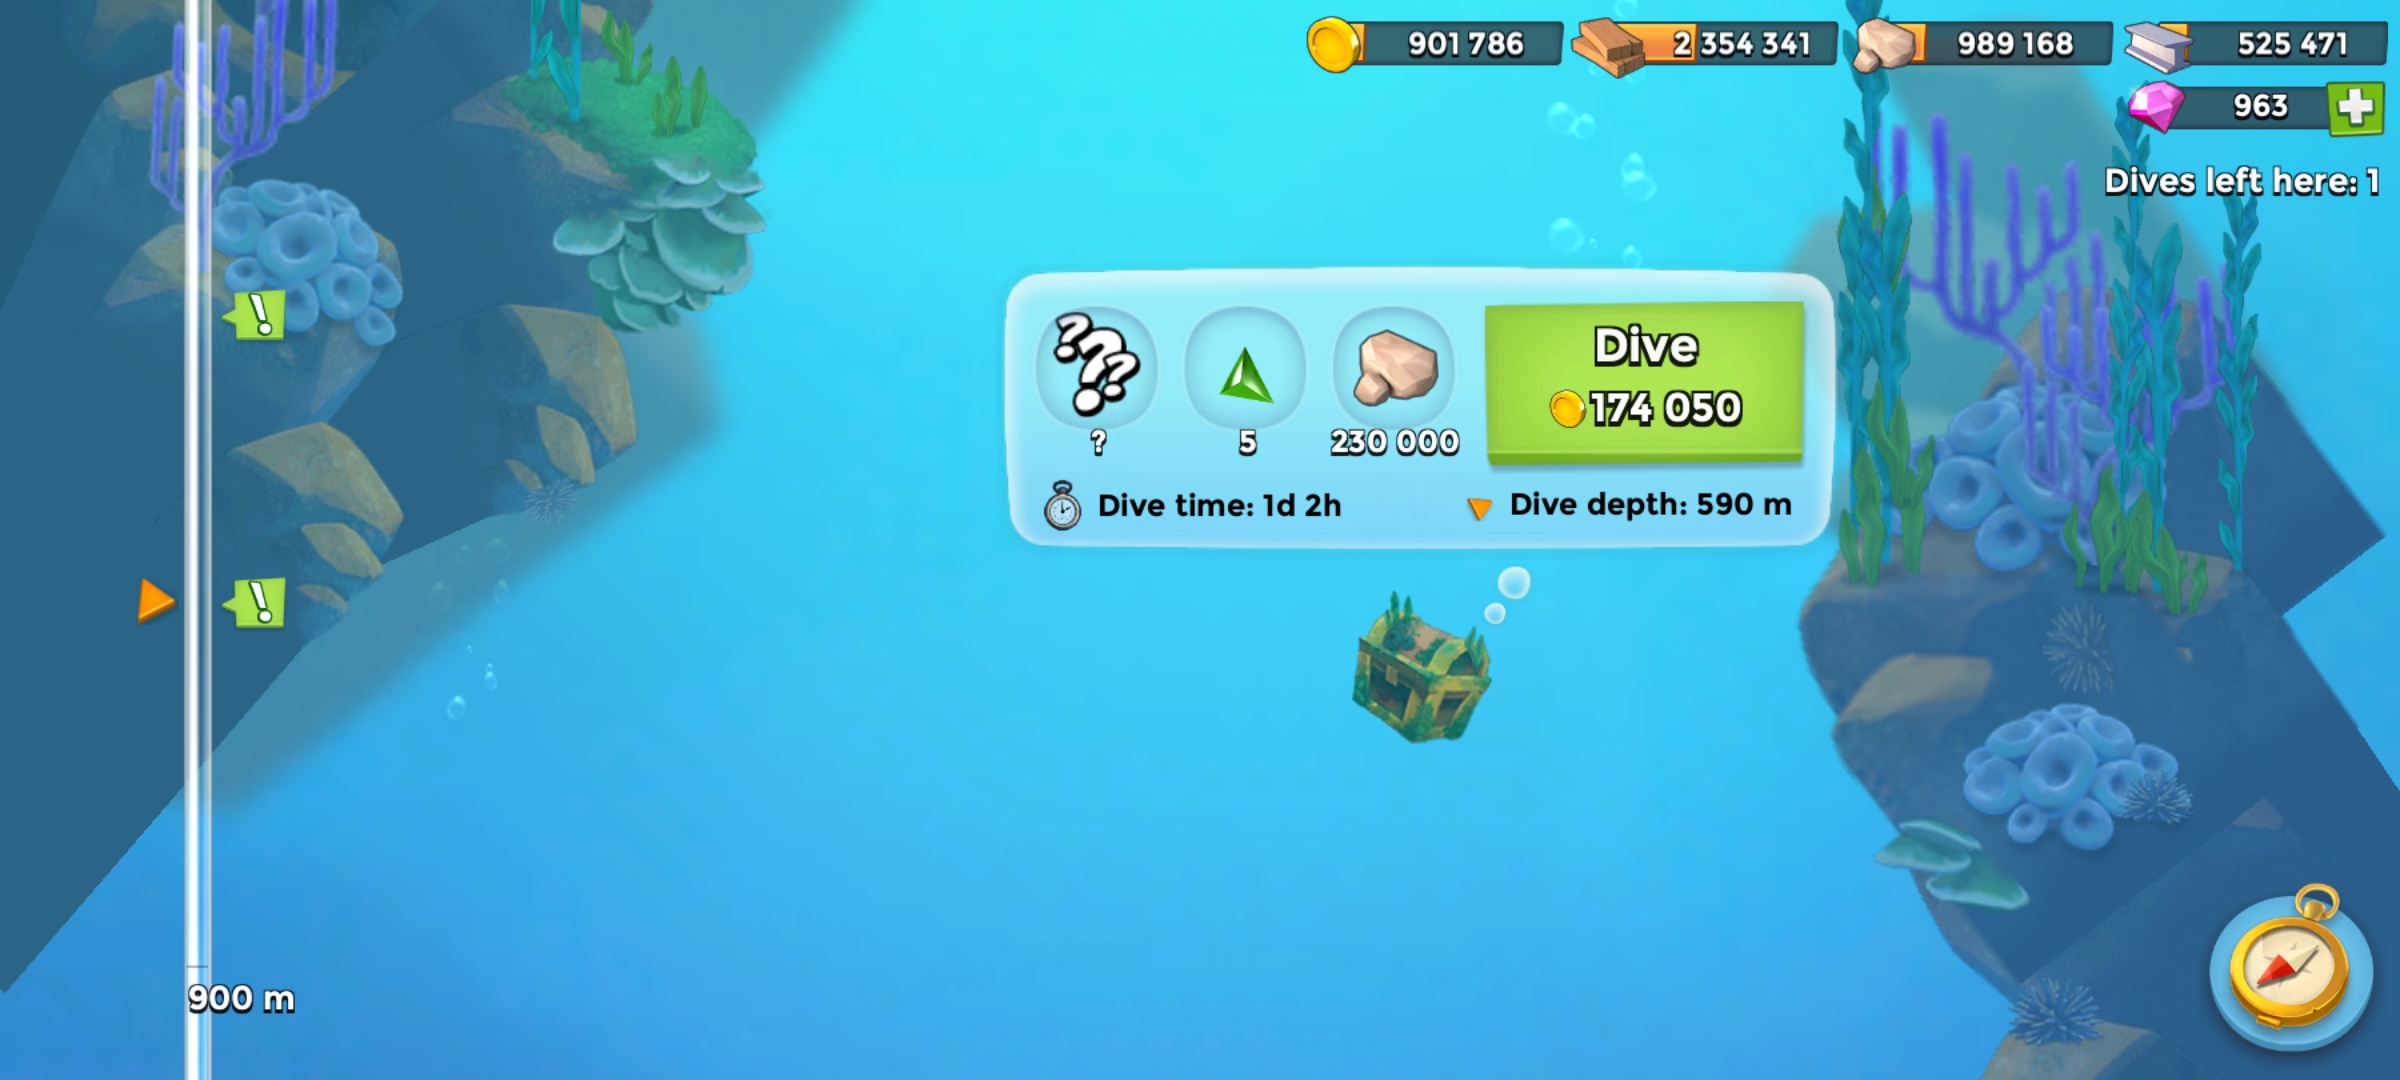 901 786
2 354 341
989 168
525 471
963
Dives left here: 1
???
?
5
230 000
Dive
174 050
Dive time: 1d 2h
Dive depth: 590 m
!
!
900 m